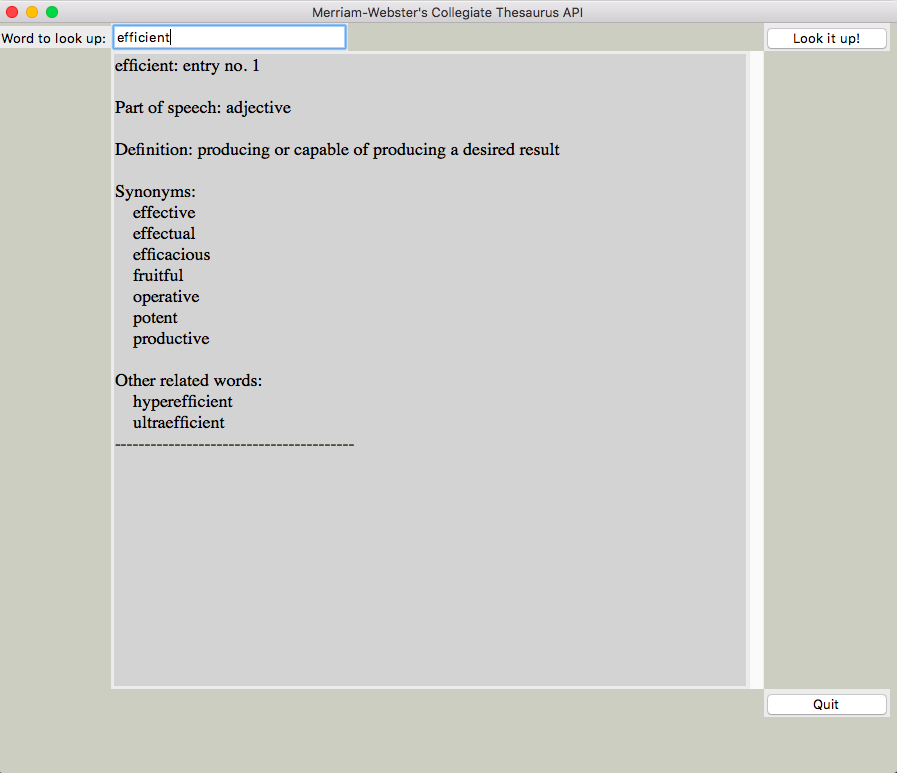 Merriam-Webster's Collegiate Thesaurus API
Word to look up: efficient Look it up!
efficient: entry no. 1
Part of speech: adjective
Definition: producing or capable of producing a desired result
Synonyms:
effective
effectual
efficacious
fruitful
operative
potent
productive
Other related words:
hyperefficient
ultraefficient
----------------------------------------
Quit